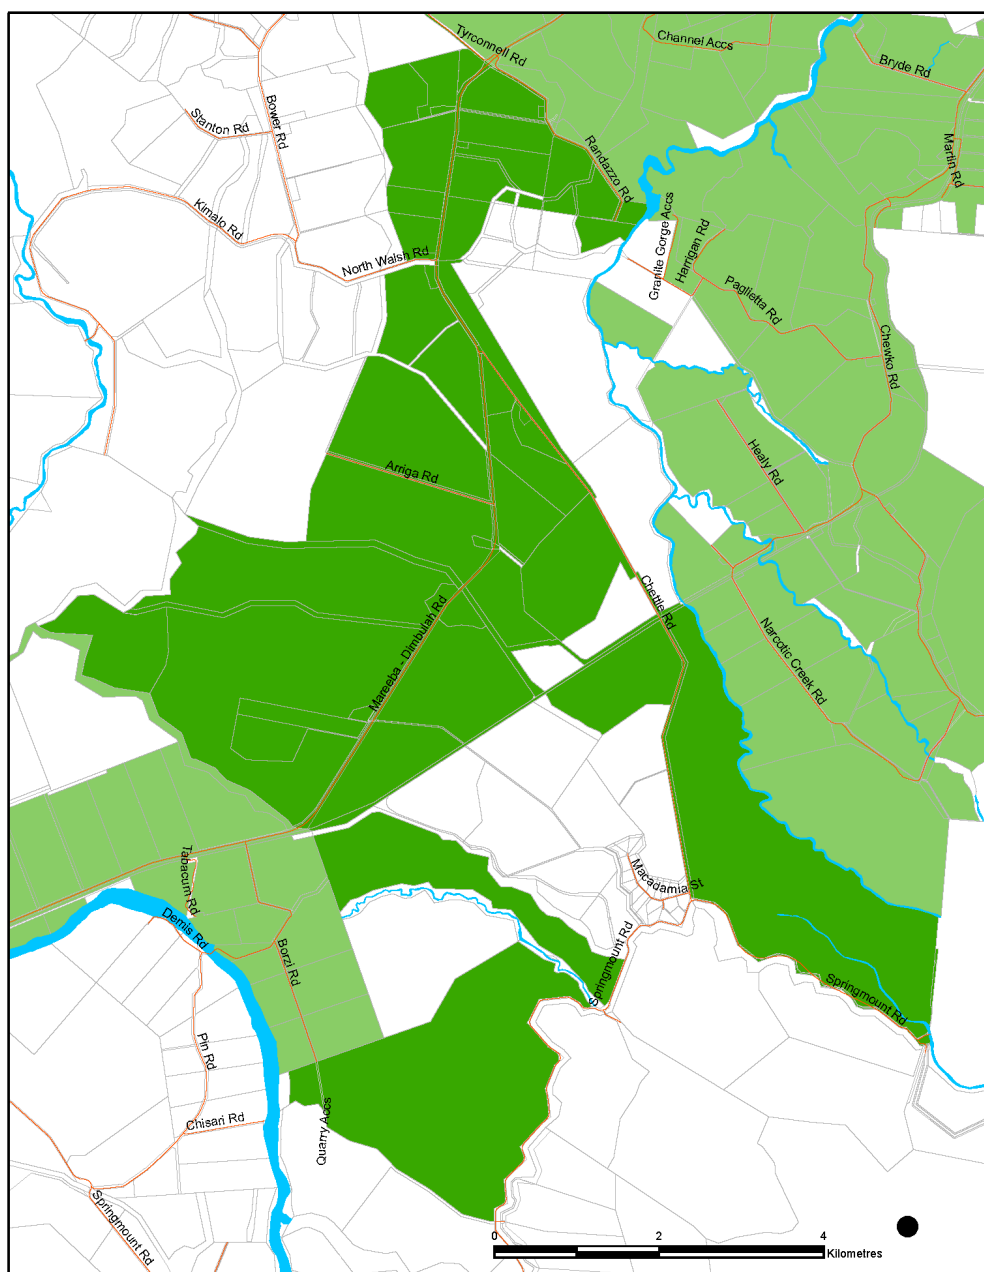 Tyrconnell Rd
Channel Accs
Bryde Rd
Stanton Rd
Bower Rd
Randazzo Rd
Martin Rd
Kimalo Rd
Granite Gorge Accs
Harrigan Rd
North Walsh Rd
Paglietta Rd
Chewko Rd
Arriga Rd
Healy Rd
Chettle Rd
Mareeba - Dimbulah Rd
Narcotic Creek Rd
Tabacum Rd
Macadamia St
Demis Rd
Borzi Rd
Springmount Rd
Springmount Rd
Pin Rd
Chisari Rd
Quarry Accs
Springmount Rd
0 2 4
Kilometres